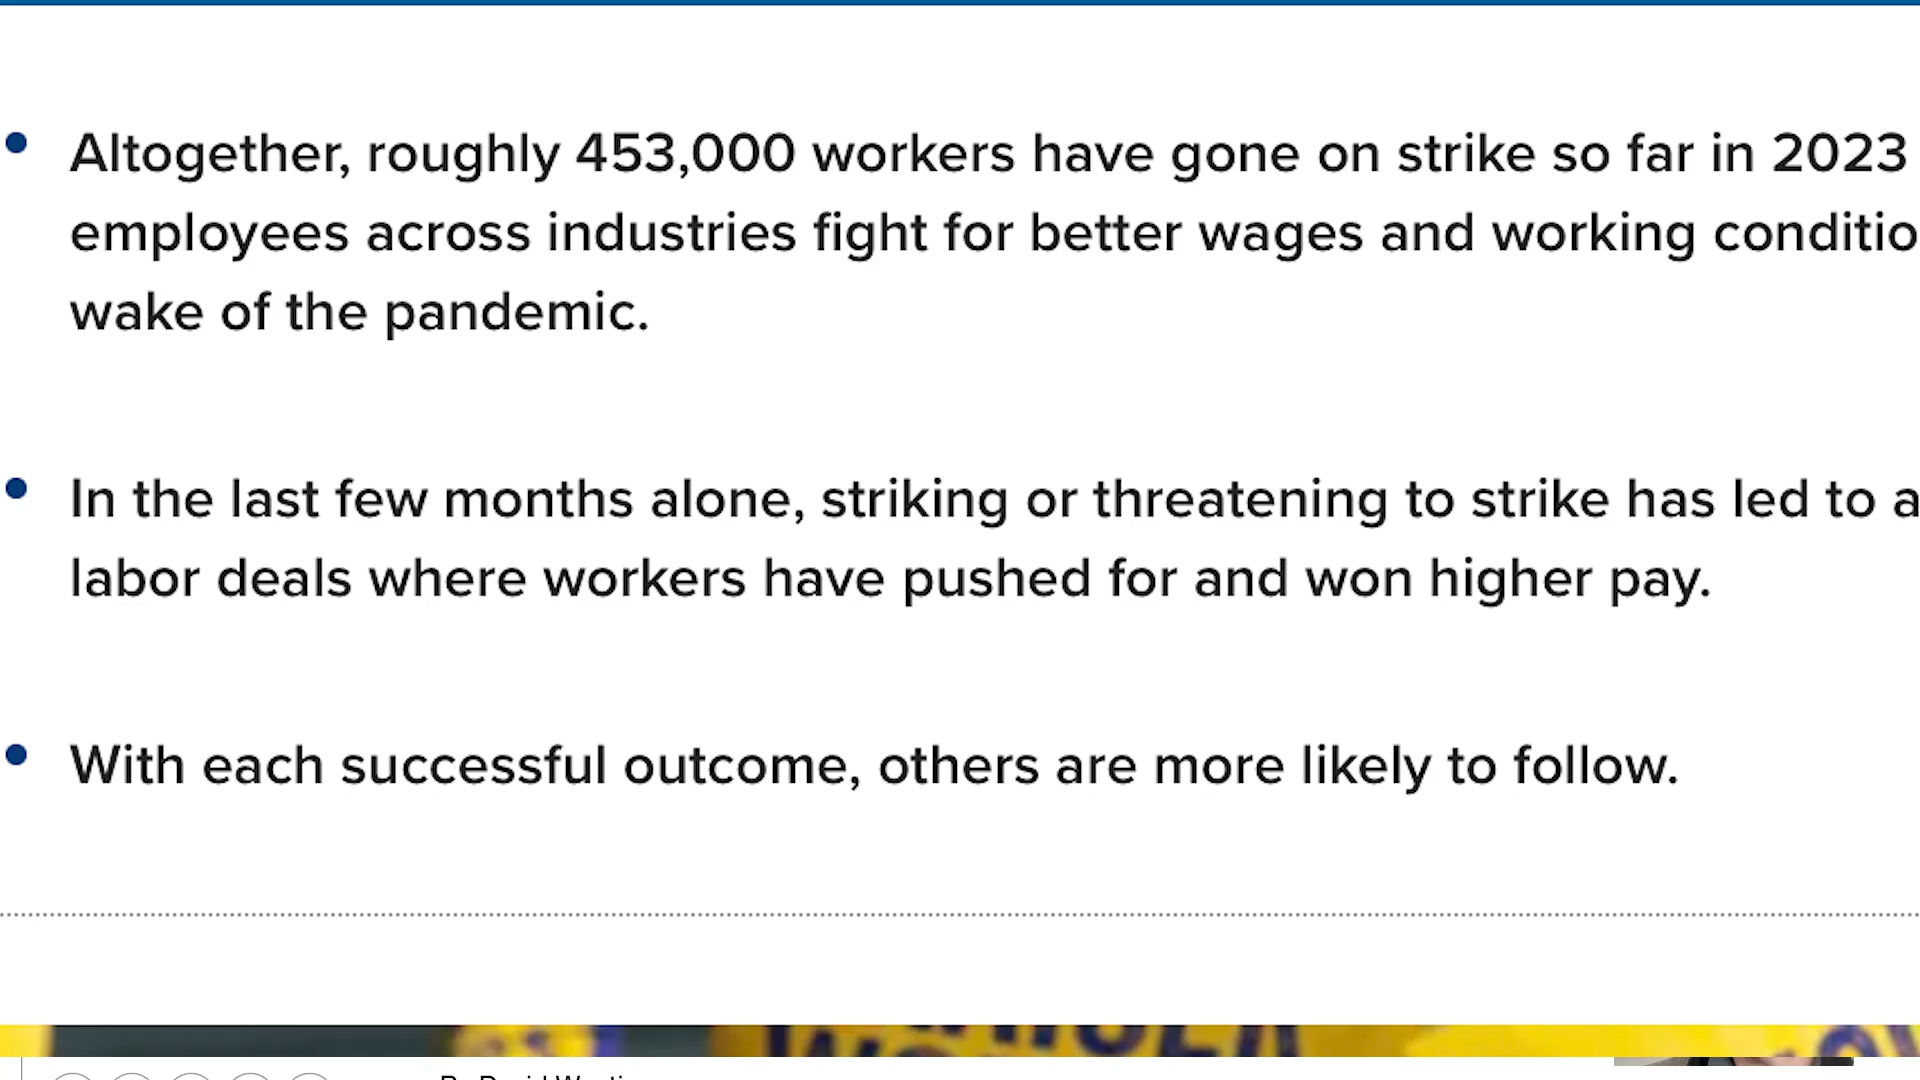 Altogether, roughly 453,000 workers have gone on strike so far in 2023
employees across industries fight for better wages and working conditio
wake of the pandemic.
In the last few months alone, striking or threatening to strike has led to a
labor deals where workers have pushed for and won higher pay.
With each successful outcome, others are more likely to follow.